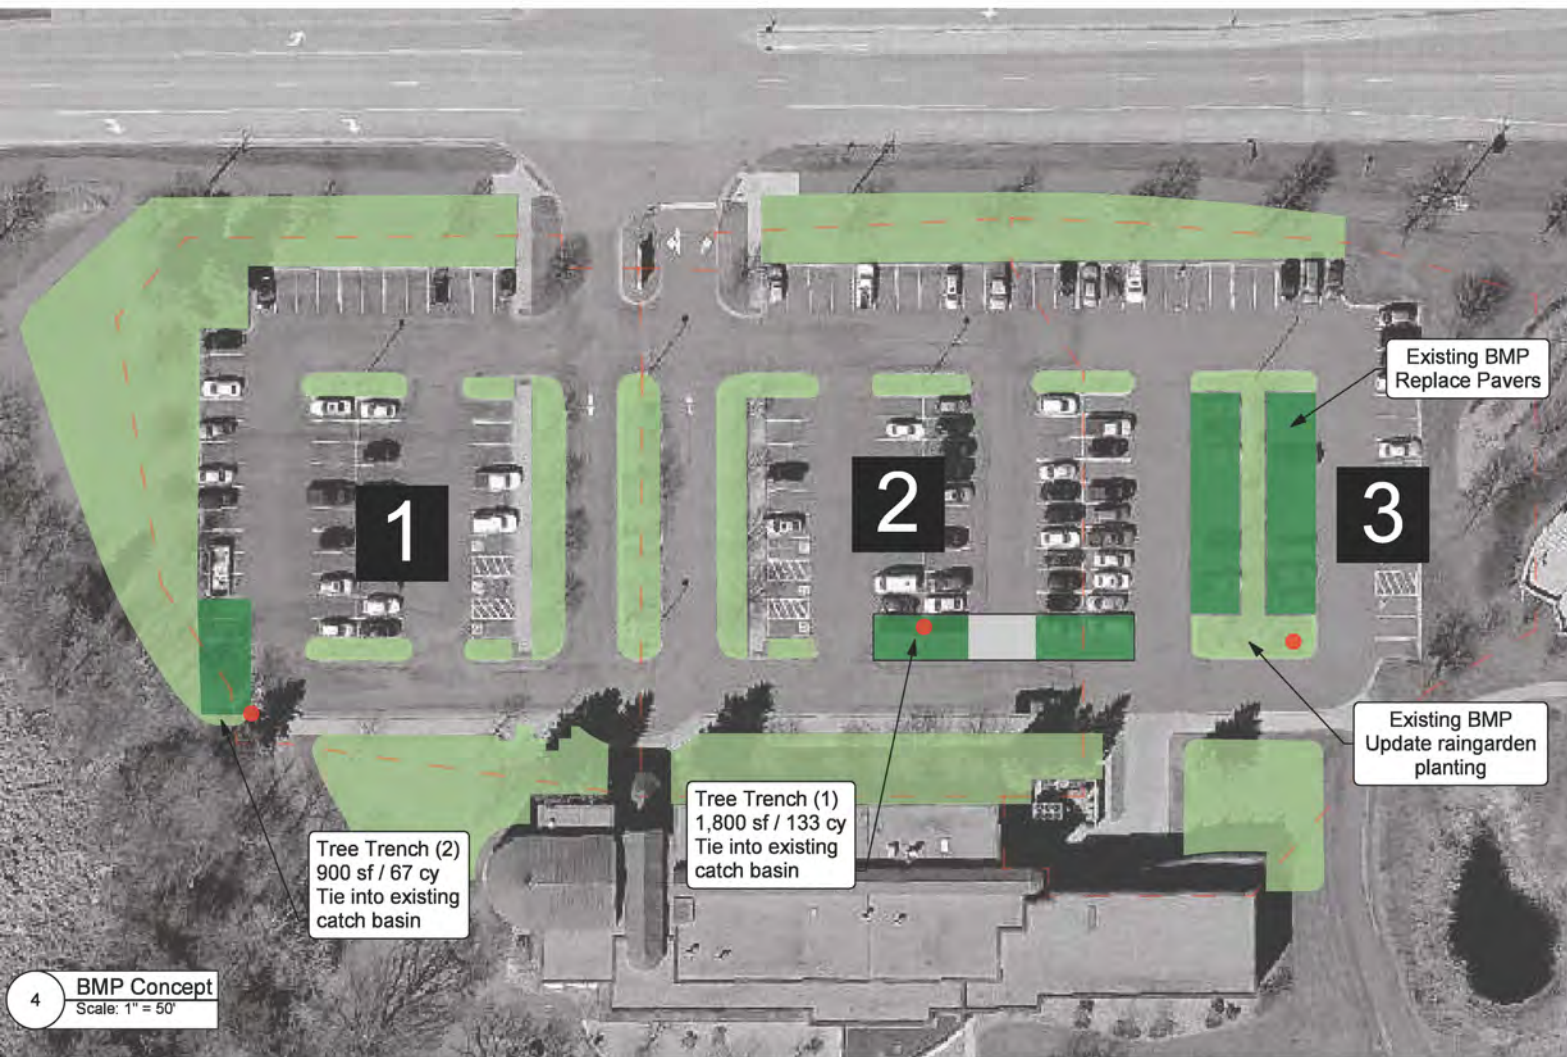 Existing BMP
Replace Pavers
1
2
3
Existing BMP
Update raingarden
planting
Tree Trench (1)
1,800 sf / 133 cy
Tie into existing
catch basin
Tree Trench (2)
900 sf / 67 cy
Tie into existing
catch basin
4
BMP Concept
Scale: 1" = 50'